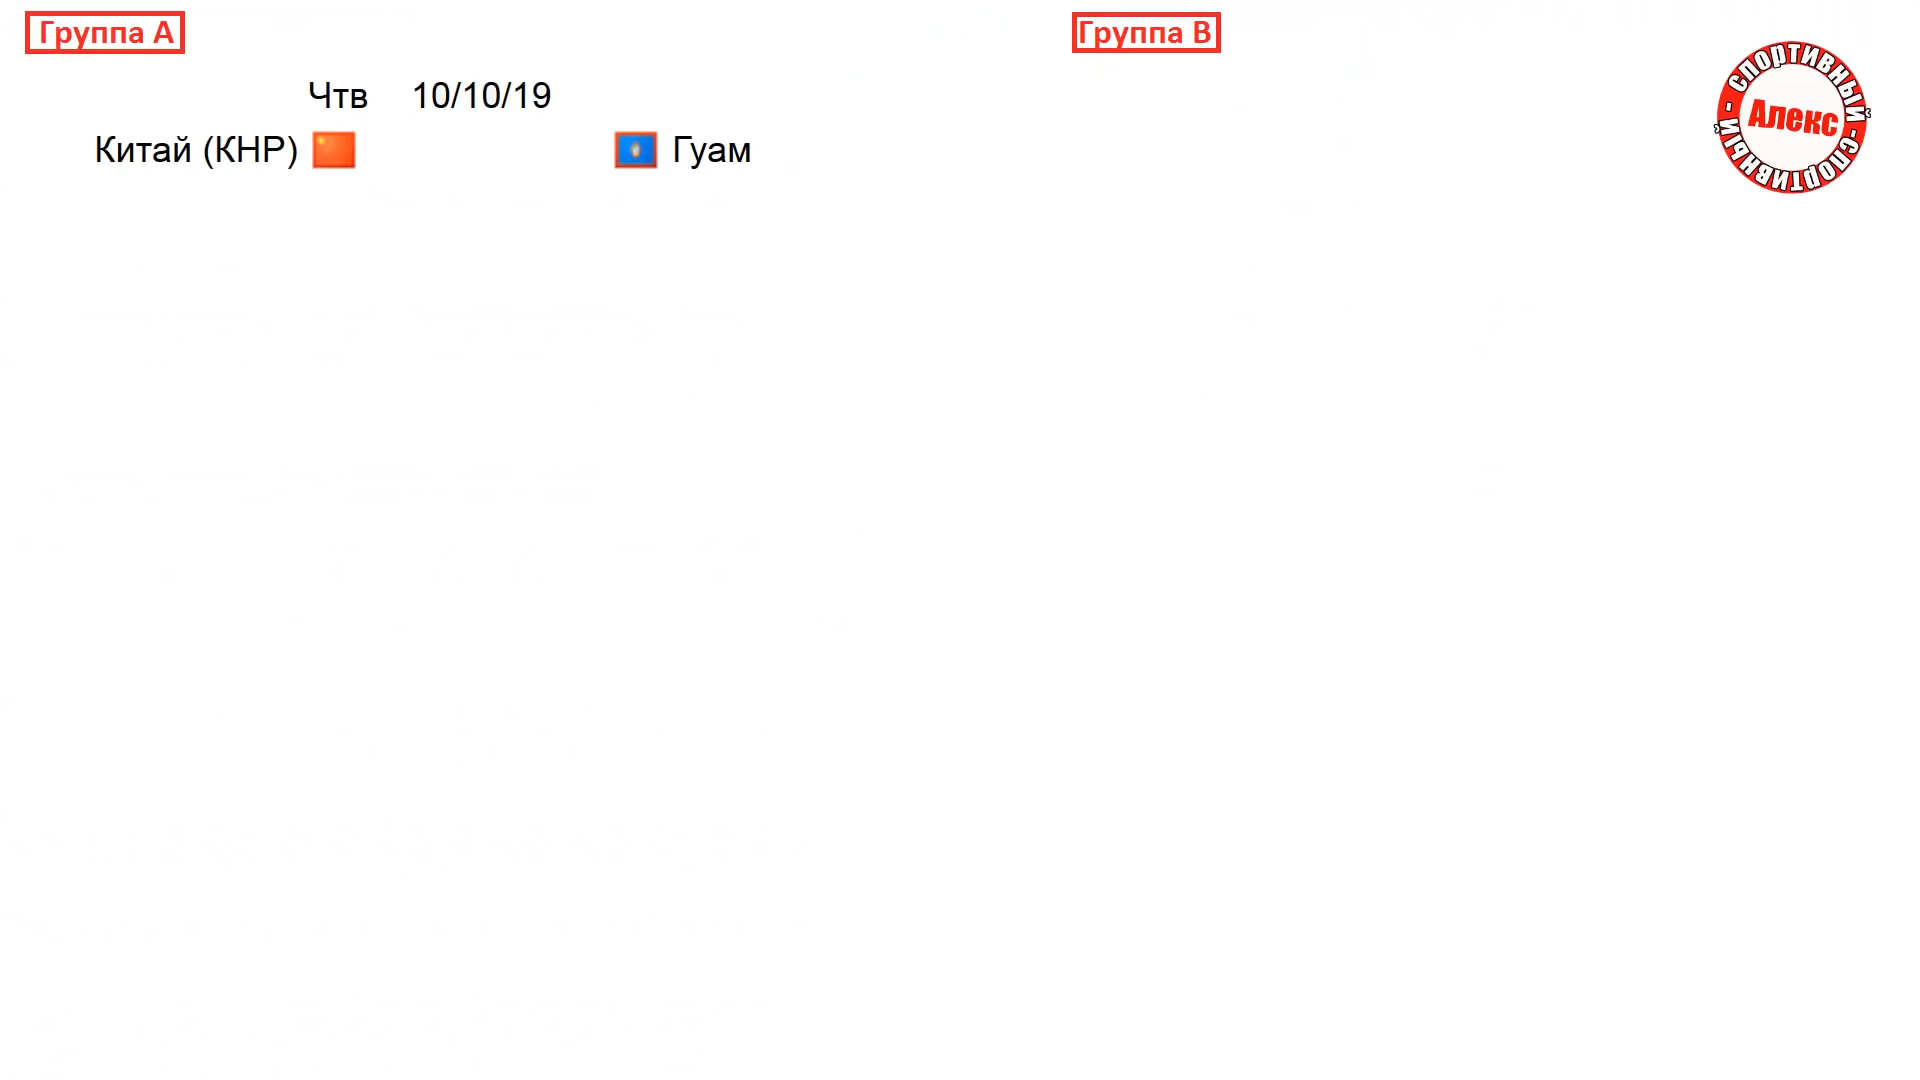 Группа А
Группа В
Чтв 10/10/19
Китай (КНР) Гуам
- спортивный - спортивный
Алекс